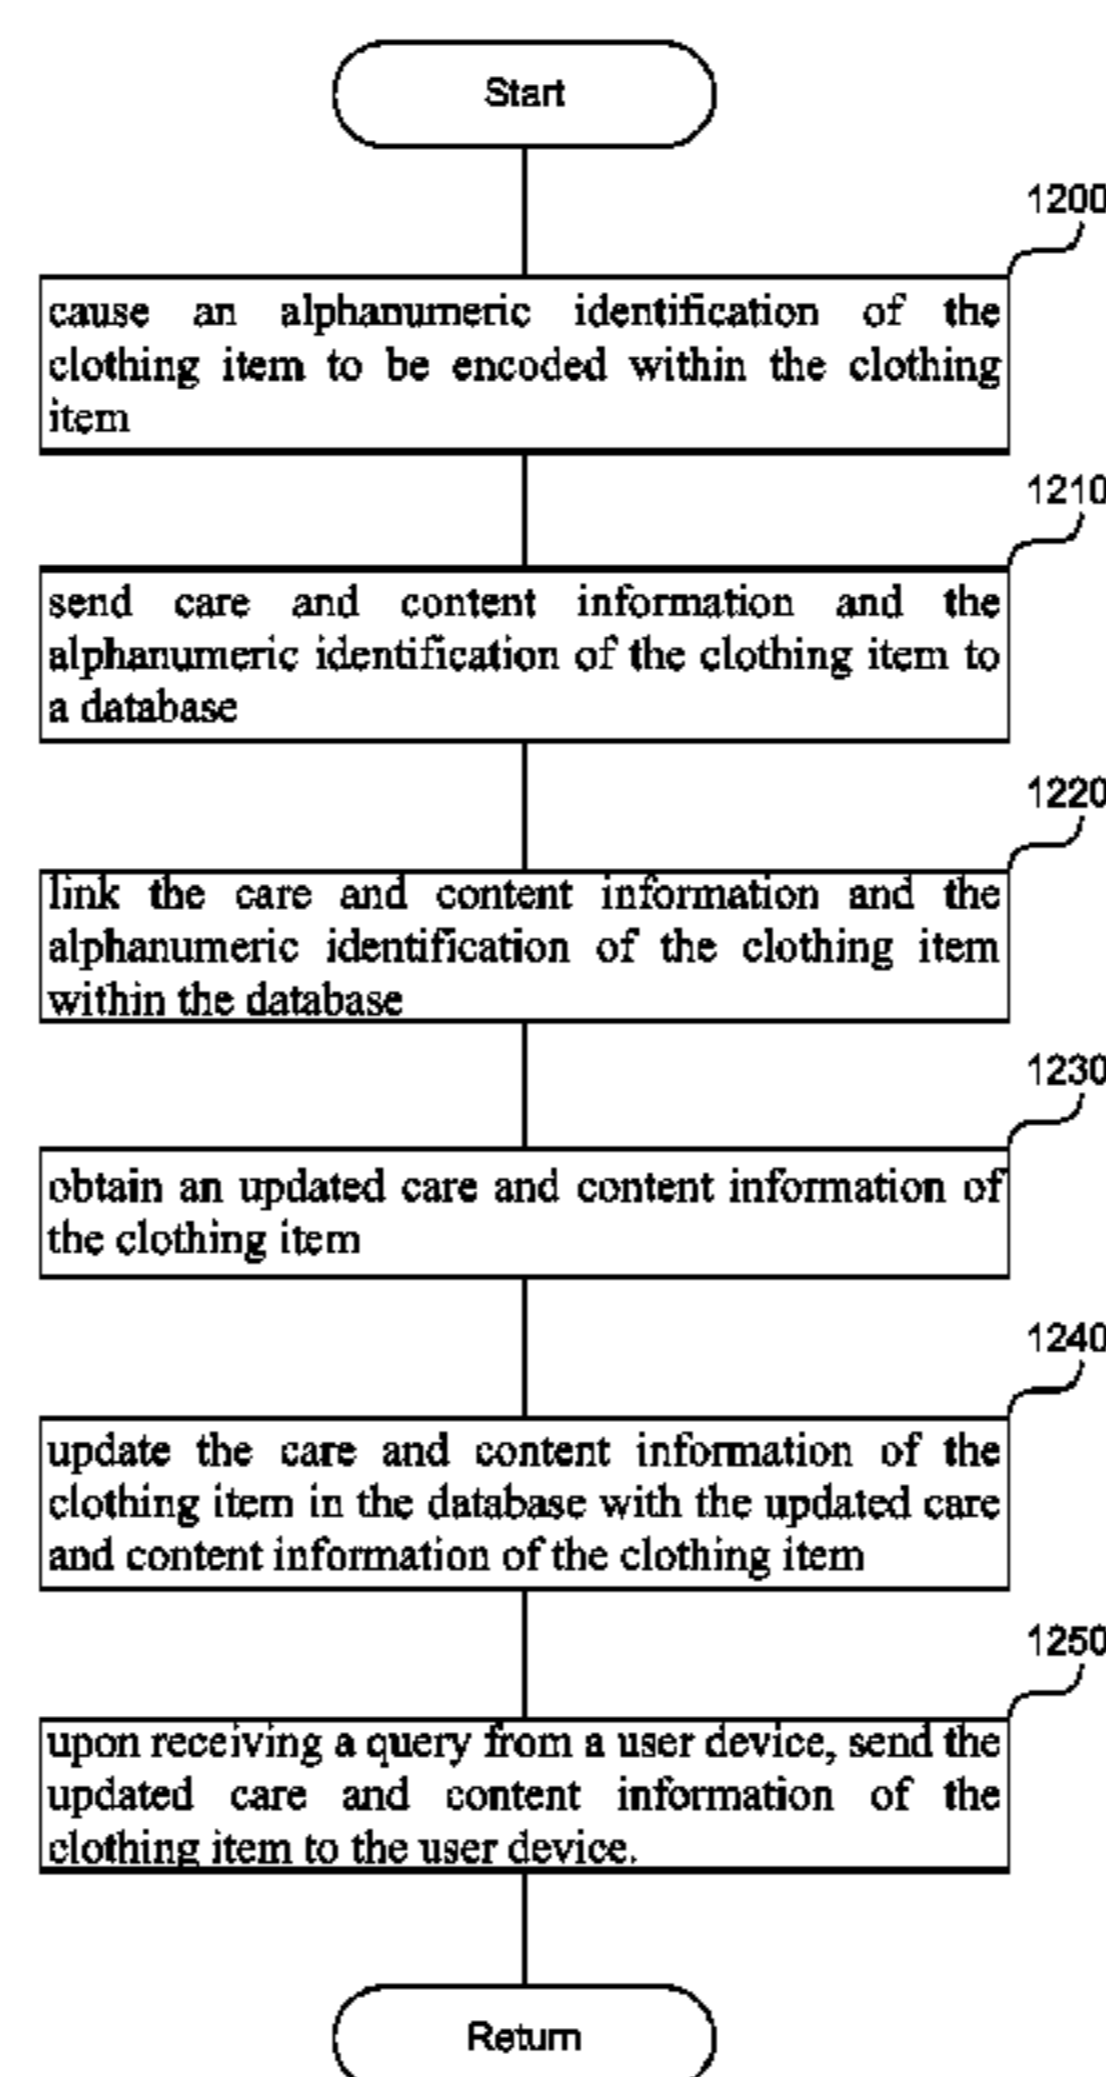 Start
1200
cause an alphanumeric identification of the
clothing item to be encoded within the clothing
item
1210
send care and content information and the
alphanumeric identification of the clothing item to
a database
1220
link the care and content information and the
alphanumeric identification of the clothing item
within the database
1230
obtain an updated care and content information of
the clothing item
1240
update the care and content information of the
clothing item in the database with the updated care
and content information of the clothing item
1250
upon receiving a query from a user device, send the
updated care and content information of the
clothing item to the user device.
Return